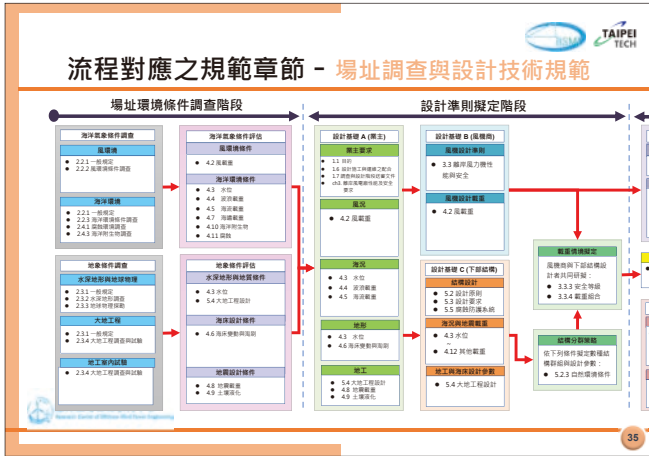 TAIPEI
TECH
流程對應之規範章節 - 場址調查與設計技術規範
場址環境條件調查階段
設計準則擬定階段
海洋氣象條件調查
風環境
● 2.2.1 一般規定
● 2.2.2 風環境條件調查
海洋環境
● 2.2.1 一般規定
● 2.2.3 海洋環境條件調查
● 2.4.1 腐蝕環境調查
● 2.4.3 海洋附生物調查
地象條件調查
水深地形與地球物理
● 2.3.1 一般規定
● 2.3.2 水深地形調查
● 2.3.3 地球物理探勘
大地工程
● 2.3.1 一般規定
● 2.3.4 大地工程調查與試驗
地工室內試驗
● 2.3.4 大地工程調查與試驗
海洋氣象條件評估
風環境條件
● 4.2 風載重
海洋環境條件
● 4.3 水位
● 4.4 波浪載重
● 4.5 海流載重
● 4.7 海嘯載重
● 4.10 海洋附生物
● 4.11 腐蝕
地象條件評估
水深地形與地質條件
● 4.3 水位
● 5.4 大地工程設計
海床設計條件
● 4.6 海床變動與淘刷
地震設計條件
● 4.8 地震載重
● 4.9 土壤液化
設計基礎 A (業主)
業主要求
● 1.1 目的
● 1.6 設計施工與運維之配合
● 1.7 調查與設計階段送審文件
● ch3. 離岸風電廠性能及安全
要求
風況
● 4.2 風載重
海況
● 4.3 水位
● 4.4 波浪載重
● 4.5 海流載重
地形
● 4.3 水位
● 4.6 海床變動與淘刷
地工
● 5.4 大地工程設計
● 4.8 地震載重
● 4.9 土壤液化
設計基礎 B (風機商)
風機設計準則
● 3.3 離岸風力機性
能與安全
風機設計載重
● 4.2 風載重
設計基礎 C (下部結構)
結構設計
● 5.2 設計原則
● 5.3 設計要求
● 5.5 腐蝕防護系統
海況與地震載重
● 4.3 水位
~
● 4.12 其他載重
地工與海床設計參數
● 5.4 大地工程設計
載重情境擬定
風機商與下部結構設
計者共同研擬：
● 3.3.3 安全等級
● 3.3.4 載重組合
結構分群策略
依下列條件擬定數種結
構群組與設計參數：
● 5.2.3 自然環境條件
35